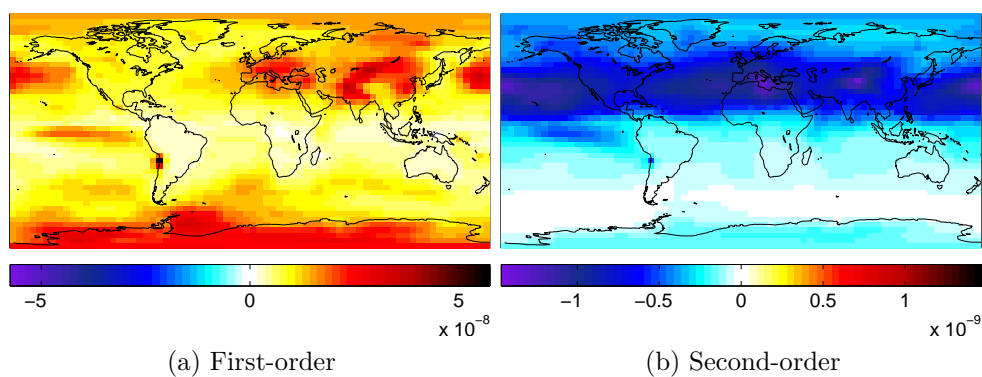 −5 0 5
x 10⁻⁸
(a) First-order
−1 −0.5 0 0.5 1
x 10⁻⁹
(b) Second-order